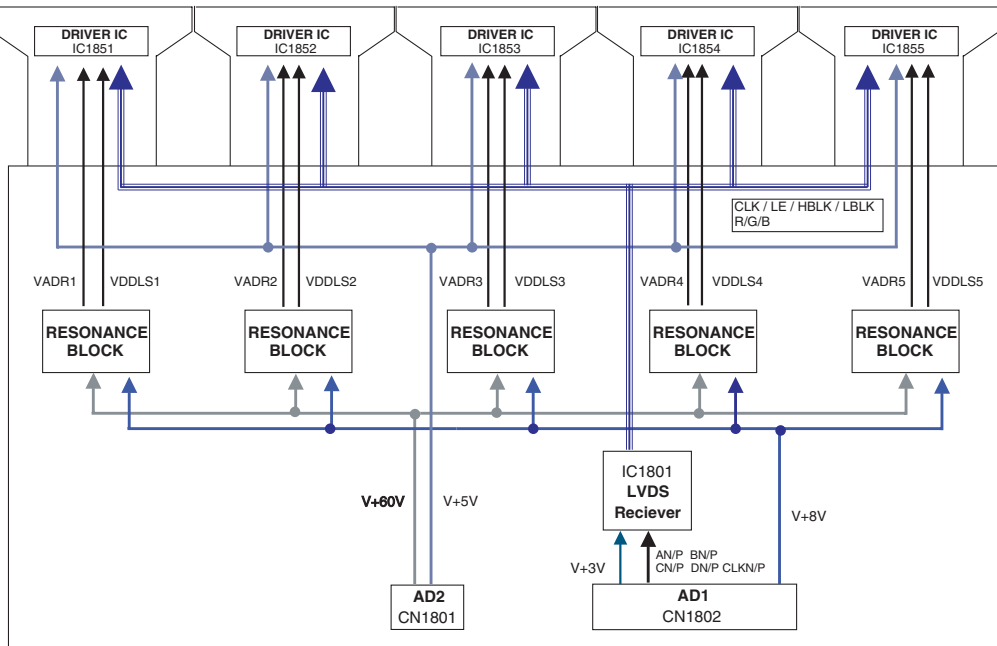 DRIVER IC
IC1851
DRIVER IC
IC1852
DRIVER IC
IC1853
DRIVER IC
IC1854
DRIVER IC
IC1855
CLK / LE / HBLK / LBLK
R/G/B
VADR1
VDDLS1
VADR2
VDDLS2
VADR3
VDDLS3
VADR4
VDDLS4
VADR5
VDDLS5
RESONANCE
BLOCK
RESONANCE
BLOCK
RESONANCE
BLOCK
RESONANCE
BLOCK
RESONANCE
BLOCK
IC1801
LVDS
Reciever
V+60V
V+5V
V+8V
V+3V
AN/P BN/P
CN/P DN/P CLKN/P
AD2
CN1801
AD1
CN1802